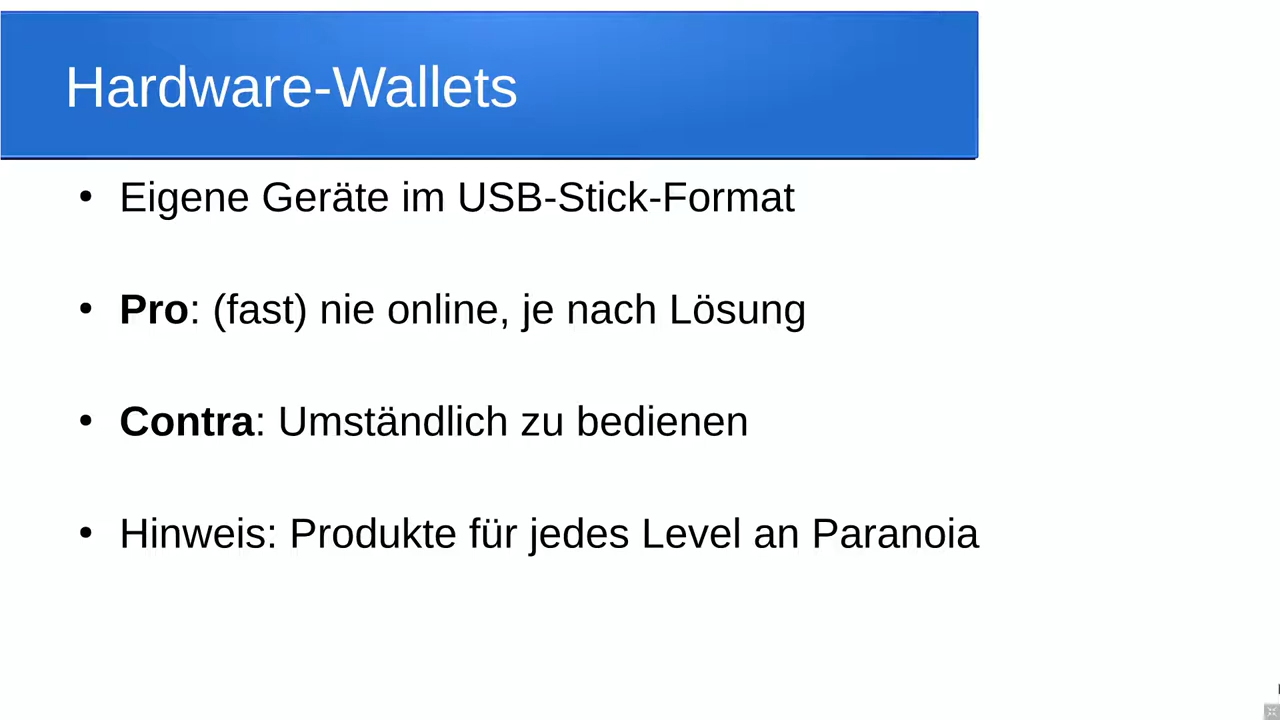 Hardware-Wallets
• Eigene Geräte im USB-Stick-Format
• Pro: (fast) nie online, je nach Lösung
• Contra: Umständlich zu bedienen
• Hinweis: Produkte für jedes Level an Paranoia